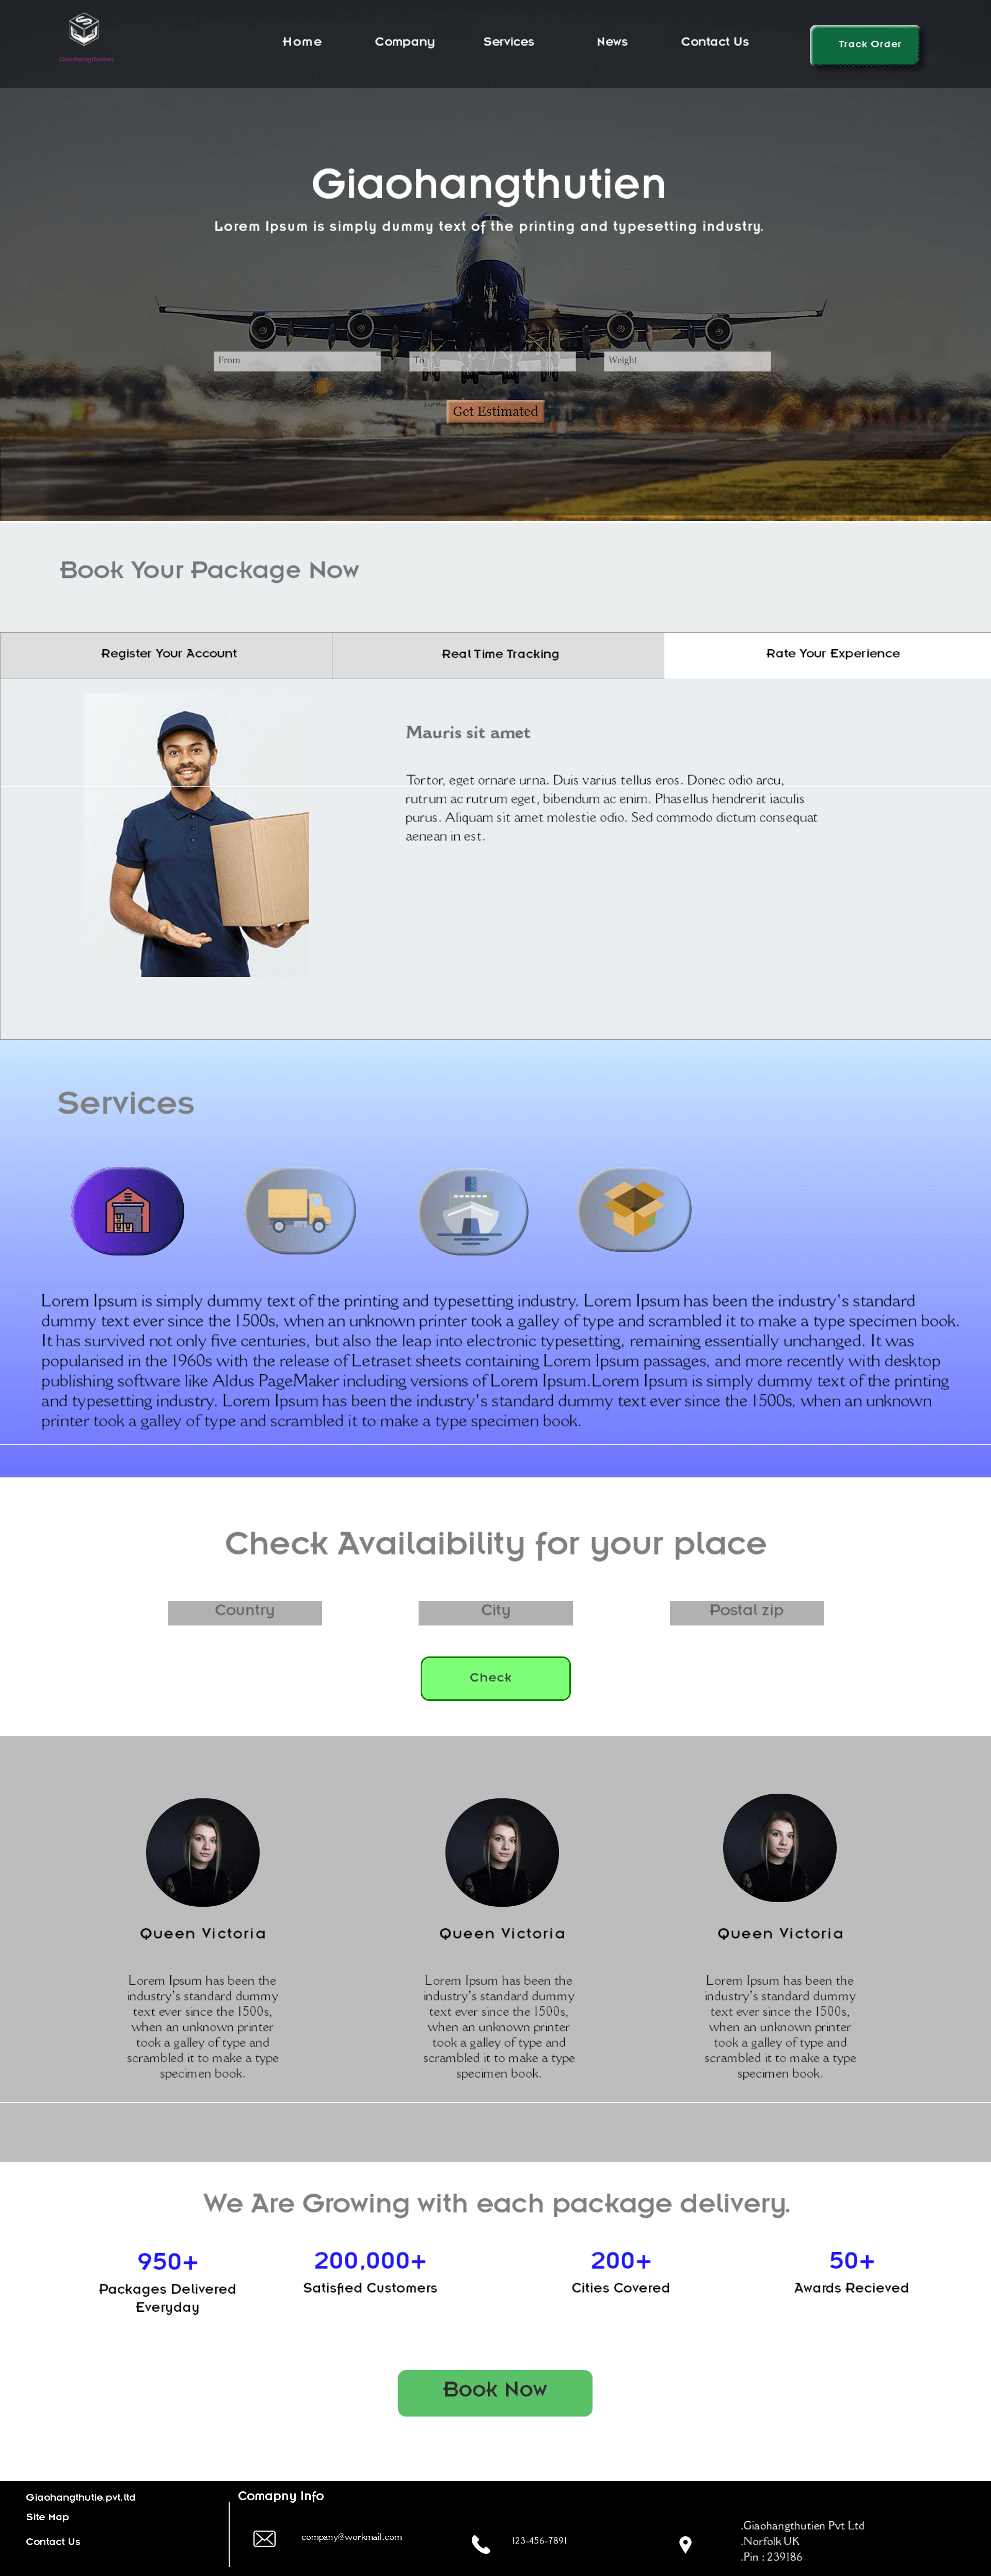 Giaohangthutien
Home
Company
Services
News
Contact Us
Track Order
Giaohangthutien
Lorem Ipsum is simply dummy text of the printing and typesetting industry.
From
To
Weight
Get Estimated
Book Your Package Now
Register Your Account
Real Time Tracking
Rate Your Experience
Mauris sit amet
Tortor, eget ornare urna. Duis varius tellus eros. Donec odio arcu,
rutrum ac rutrum eget, bibendum ac enim. Phasellus hendrerit iaculis
purus. Aliquam sit amet molestie odio. Sed commodo dictum consequat
aenean in est.
Services
Lorem Ipsum is simply dummy text of the printing and typesetting industry. Lorem Ipsum has been the industry's standard
dummy text ever since the 1500s, when an unknown printer took a galley of type and scrambled it to make a type specimen book.
It has survived not only five centuries, but also the leap into electronic typesetting, remaining essentially unchanged. It was
popularised in the 1960s with the release of Letraset sheets containing Lorem Ipsum passages, and more recently with desktop
publishing software like Aldus PageMaker including versions of Lorem Ipsum.Lorem Ipsum is simply dummy text of the printing
and typesetting industry. Lorem Ipsum has been the industry's standard dummy text ever since the 1500s, when an unknown
printer took a galley of type and scrambled it to make a type specimen book.
Check Availaibility for your place
Country
City
Postal zip
Check
Queen Victoria
Lorem Ipsum has been the
industry's standard dummy
text ever since the 1500s,
when an unknown printer
took a galley of type and
scrambled it to make a type
specimen book.
Queen Victoria
Lorem Ipsum has been the
industry's standard dummy
text ever since the 1500s,
when an unknown printer
took a galley of type and
scrambled it to make a type
specimen book.
Queen Victoria
Lorem Ipsum has been the
industry's standard dummy
text ever since the 1500s,
when an unknown printer
took a galley of type and
scrambled it to make a type
specimen book.
We Are Growing with each package delivery.
950+
Packages Delivered
Everyday
200,000+
Satisfied Customers
200+
Cities Covered
50+
Awards Recieved
Book Now
Giaohangthutie.pvt.ltd
Site Map
Contact Us
Comapny Info
company@workmail.com
123-456-7891
.Giaohangthutien Pvt Ltd
.Norfolk UK
.Pin : 239186